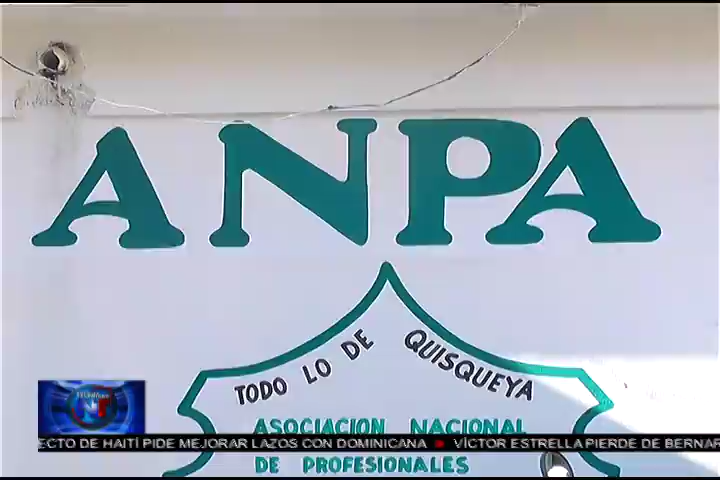 ANPA
TODO LO DE QUISQUEYA
ASOCIACION NACIONAL
DE PROFESIONALES
NT
ECTO DE HAITÍ PIDE MEJORAR LAZOS CON DOMINICANA VÍCTOR ESTRELLA PIERDE DE BERNAR